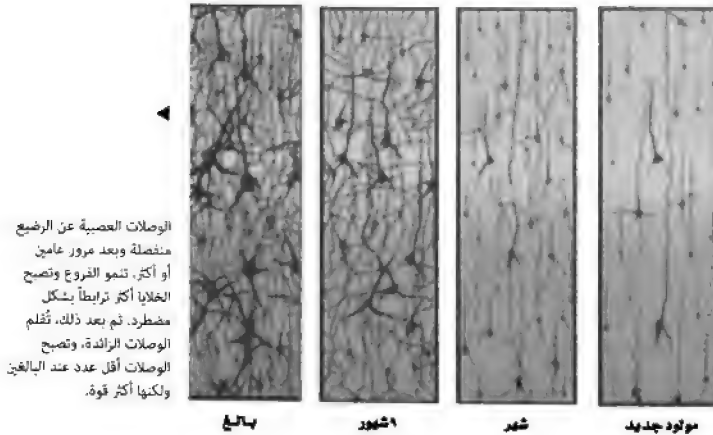 الوصلات العصبية عن الرضيع
منفصلة وبعد مرور عامين
أو أكثر، تنمو الفروع وتصبح
الخلايا أكثر ترابطاً بشكل
مضطرد. ثم بعد ذلك، تُقلم
الوصلات الزائدة، وتصبح
الوصلات أقل عدد عند البالغين
ولكنها أكثر قوة.
مولود جديد
شهر
٩ شهور
بالغ